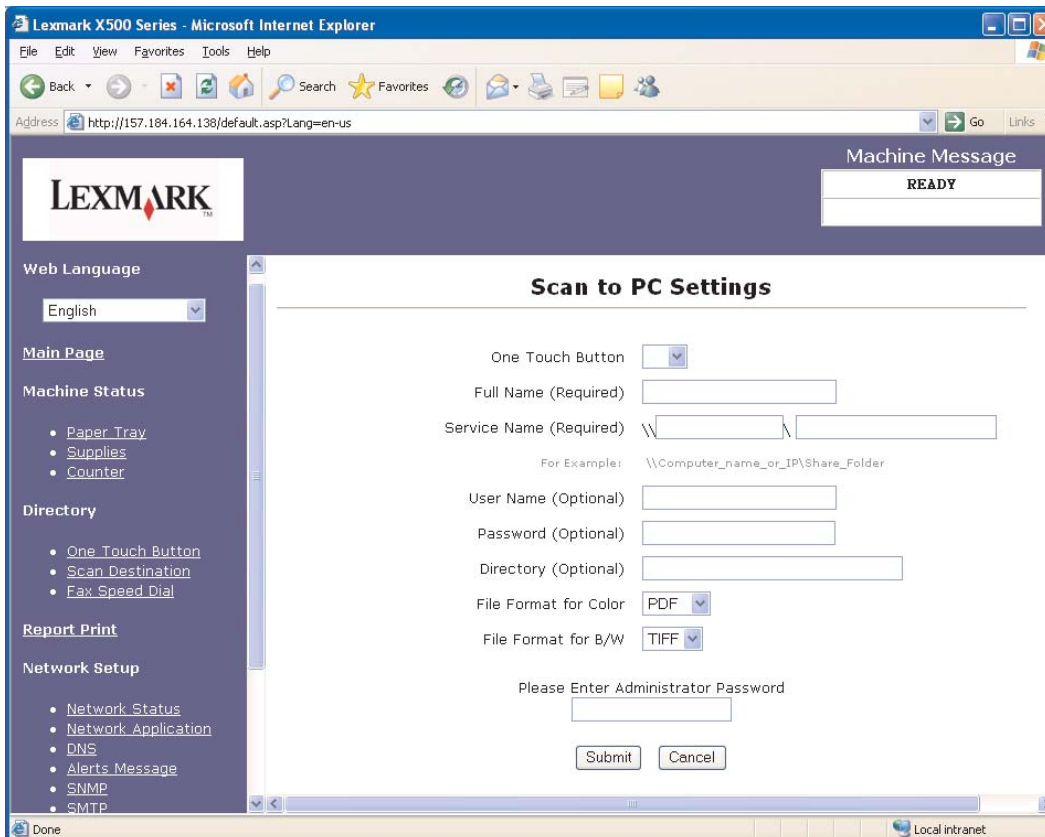 Lexmark X500 Series - Microsoft Internet Explorer
File Edit View Favorites Tools Help
Back Search Favorites
Address http://157.184.164.138/default.asp?Lang=en-us Go Links
LEXMARK TM
Machine Message
READY
Web Language
English
Main Page
Machine Status
Paper Tray
Supplies
Counter
Directory
One Touch Button
Scan Destination
Fax Speed Dial
Report Print
Network Setup
Network Status
Network Application
DNS
Alerts Message
SNMP
SMTP
Scan to PC Settings
One Touch Button
Full Name (Required)
Service Name (Required) \\ \
For Example: \\Computer_name_or_IP\Share_Folder
User Name (Optional)
Password (Optional)
Directory (Optional)
File Format for Color PDF
File Format for B/W TIFF
Please Enter Administrator Password
Submit Cancel
Done Local intranet